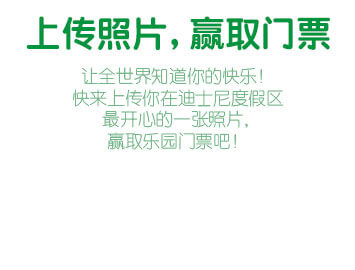 上传照片，赢取门票
让全世界知道你的快乐！
快来上传你在迪士尼度假区
最开心的一张照片，
赢取乐园门票吧！